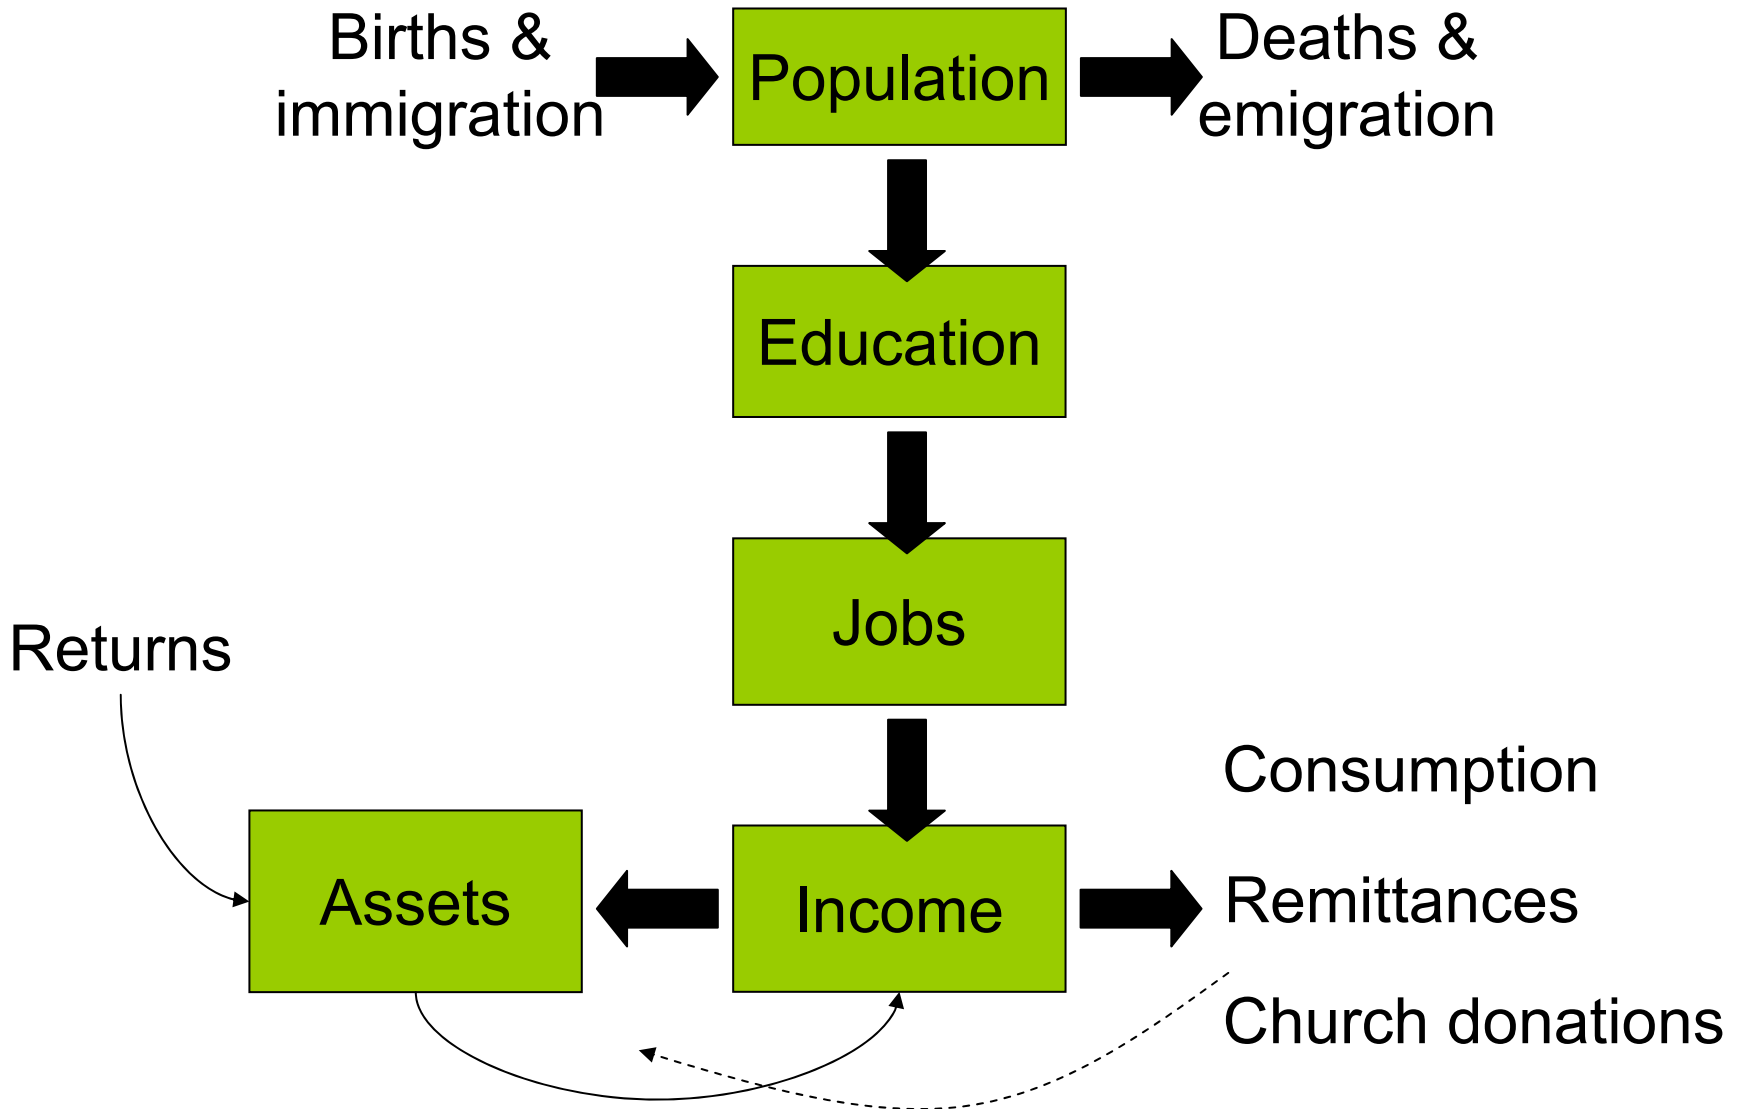 Births &
immigration
Population
Deaths &
emigration
Education
Jobs
Returns
Consumption
Assets
Income
Remittances
Church donations